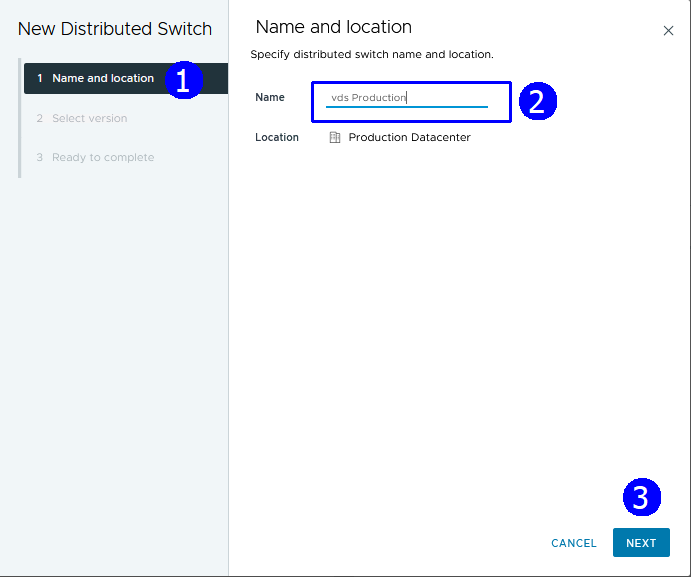 New Distributed Switch
1 Name and location
1
2 Select version
3 Ready to complete
Name and location
Specify distributed switch name and location.
Name vds Production
2
Location Production Datacenter
3
CANCEL NEXT